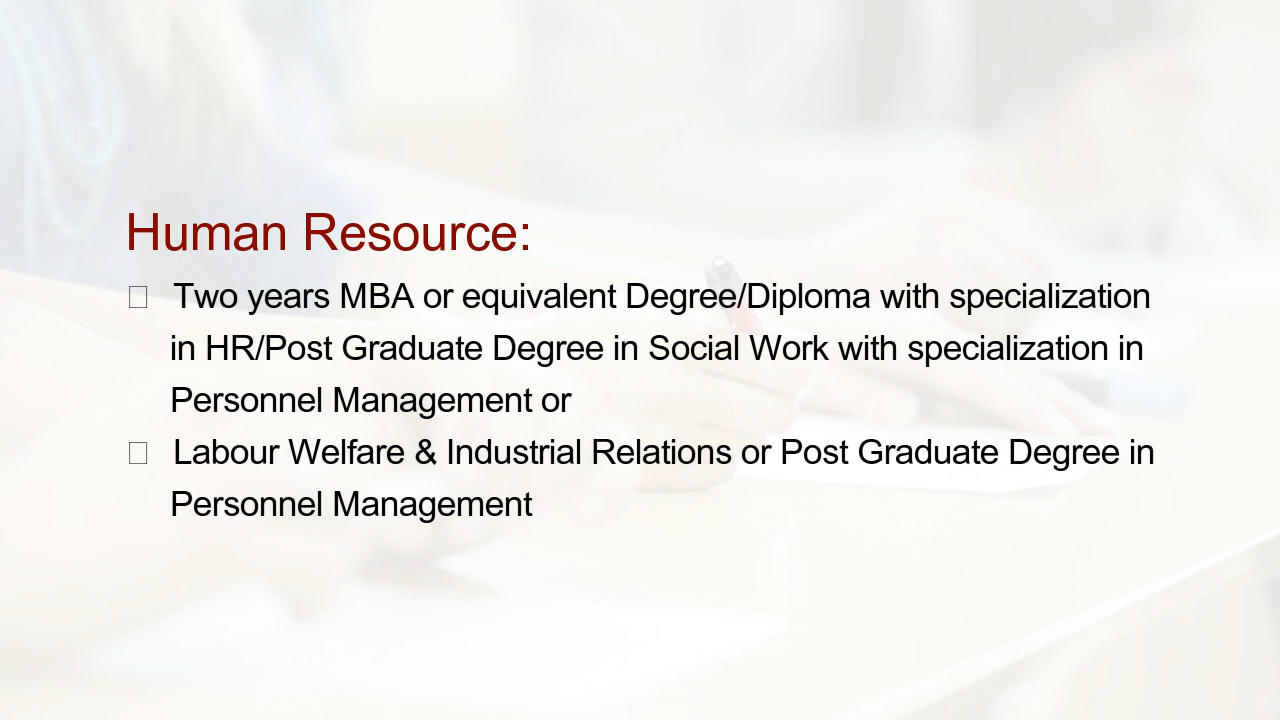 Human Resource:
□ Two years MBA or equivalent Degree/Diploma with specialization
in HR/Post Graduate Degree in Social Work with specialization in
Personnel Management or
□ Labour Welfare & Industrial Relations or Post Graduate Degree in
Personnel Management